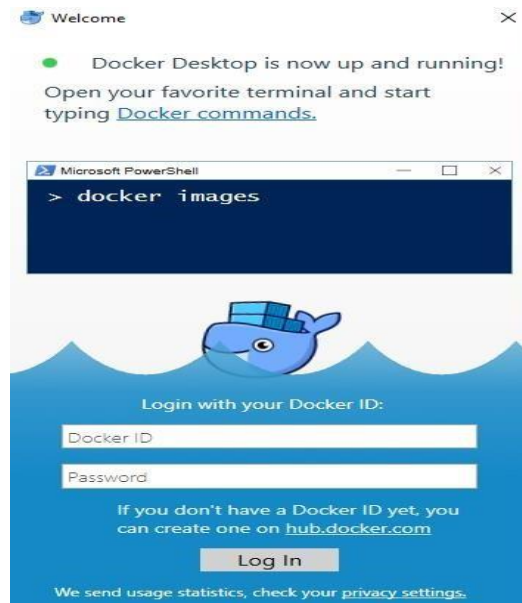 Welcome
Docker Desktop is now up and running!
Open your favorite terminal and start
typing Docker commands.
Microsoft PowerShell
> docker images
Login with your Docker ID:
Docker ID
Password
If you don't have a Docker ID yet, you
can create one on hub.docker.com
Log In
We send usage statistics, check your privacy settings.